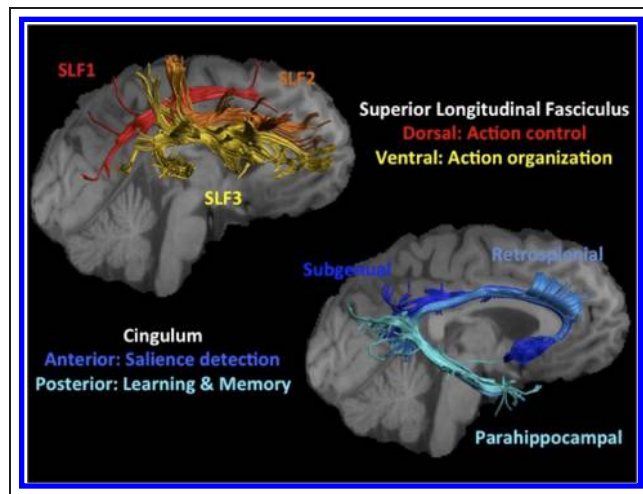 SLF1
SLF2
SLF3
Superior Longitudinal Fasciculus
Dorsal: Action control
Ventral: Action organization
Subgenual
Retrosplenial
Cingulum
Anterior: Salience detection
Posterior: Learning & Memory
Parahippocampal